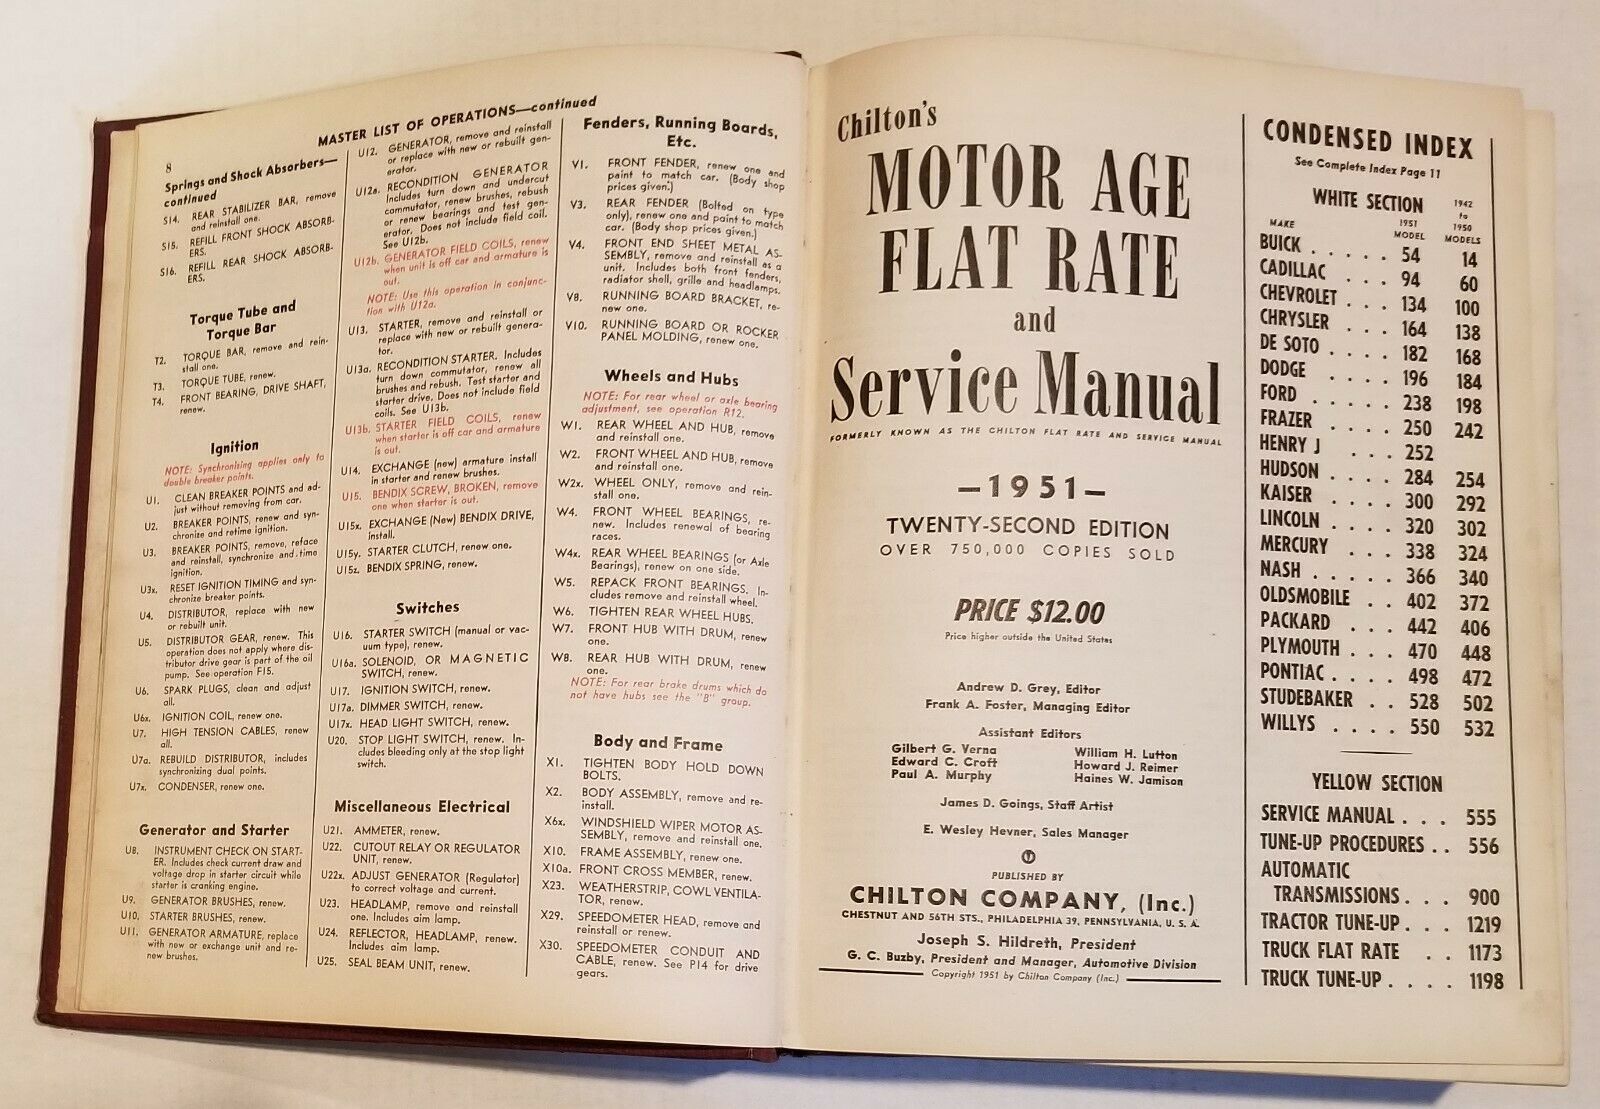 8
MASTER LIST OF OPERATIONS—continued
Springs and Shock Absorbers—
continued
S14. REAR STABILIZER BAR, remove
and reinstall one.
S15. REFILL FRONT SHOCK ABSORB-
ERS.
S16. REFILL REAR SHOCK ABSORB-
ERS.
Torque Tube and
Torque Bar
T2. TORQUE BAR, remove and rein-
stall one.
T3. TORQUE TUBE, renew.
T4. FRONT BEARING, DRIVE SHAFT,
renew.
Ignition
NOTE: Synchronizing applies only to
double breaker points.
U1. CLEAN BREAKER POINTS and ad-
just without removing from car.
U2. BREAKER POINTS, renew and syn-
chronize and retime ignition.
U3. BREAKER POINTS, remove, reface
and reinstall, synchronize and time
ignition.
U3x. RESET IGNITION TIMING and syn-
chronize breaker points.
U4. DISTRIBUTOR, replace with new
or rebuilt unit.
U5. DISTRIBUTOR GEAR, renew. This
operation does not apply where dis-
tributor drive gear is part of the oil
pump. See operation F15.
U6. SPARK PLUGS, clean and adjust
all.
U6x. IGNITION COIL, renew one.
U7. HIGH TENSION CABLES, renew
all.
U7a. REBUILD DISTRIBUTOR, includes
synchronizing dual points.
U7x. CONDENSER, renew one.
Generator and Starter
U8. INSTRUMENT CHECK ON START-
ER. Includes check current draw and
voltage drop in starter circuit while
starter is cranking engine.
U9. GENERATOR BRUSHES, renew.
U10. STARTER BRUSHES, renew.
U11. GENERATOR ARMATURE, replace
with new or exchange unit and re-
new brushes.
U12. GENERATOR, remove and reinstall
or replace with new or rebuilt gen-
erator.
U12a. RECONDITION GENERATOR
Includes turn down and undercut
commutator, renew brushes, rebush
or renew bearings and test gen-
erator. Does not include field coil.
See U12b.
U12b. GENERATOR FIELD COILS, renew
when unit is off car and armature is
out.
NOTE: Use this operation in conjunc-
tion with U12a.
U13. STARTER, remove and reinstall or
replace with new or rebuilt genera-
tor.
U13a. RECONDITION STARTER. Includes
turn down commutator, renew all
brushes and rebush. Test starter and
starter drive. Does not include field
coils. See U13b.
U13b. STARTER FIELD COILS, renew
when starter is off car and armature
is out.
U14. EXCHANGE (new) armature install
in starter and renew brushes.
U15. BENDIX SCREW, BROKEN, remove
one when starter is out.
U15x. EXCHANGE (New) BENDIX DRIVE,
install.
U15y. STARTER CLUTCH, renew one.
U15z. BENDIX SPRING, renew.
Switches
U16. STARTER SWITCH (manual or vac-
uum type), renew.
U16a. SOLENOID, OR MAGNETIC
SWITCH, renew.
U17. IGNITION SWITCH, renew.
U17a. DIMMER SWITCH, renew.
U17x. HEAD LIGHT SWITCH, renew.
U20. STOP LIGHT SWITCH, renew. In-
cludes bleeding only at the stop light
switch.
Miscellaneous Electrical
U21. AMMETER, renew.
U22. CUTOUT RELAY OR REGULATOR
UNIT, renew.
U22x. ADJUST GENERATOR (Regulator)
to correct voltage and current.
U23. HEADLAMP, remove and reinstall
one. Includes aim lamp.
U24. REFLECTOR, HEADLAMP, renew.
Includes aim lamp.
U25. SEAL BEAM UNIT, renew.
Fenders, Running Boards,
Etc.
V1. FRONT FENDER, renew one and
paint to match car. (Body shop
prices given.)
V3. REAR FENDER (Bolted on type
only), renew one and paint to match
car. (Body shop prices given.)
V4. FRONT END SHEET METAL AS-
SEMBLY, remove and reinstall as a
unit. Includes both front fenders,
radiator shell, grille and headlamps.
V8. RUNNING BOARD BRACKET, re-
new one.
V10. RUNNING BOARD OR ROCKER
PANEL MOLDING, renew one.
Wheels and Hubs
NOTE: For rear wheel or axle bearing
adjustment, see operation R12.
W1. REAR WHEEL AND HUB, remove
and reinstall one.
W2. FRONT WHEEL AND HUB, remove
and reinstall one.
W2x. WHEEL ONLY, remove and rein-
stall one.
W4. FRONT WHEEL BEARINGS, re-
new. Includes renewal of bearing
races.
W4x. REAR WHEEL BEARINGS (or Axle
Bearings), renew on one side.
W5. REPACK FRONT BEARINGS. In-
cludes remove and reinstall wheel.
W6. TIGHTEN REAR WHEEL HUBS.
W7. FRONT HUB WITH DRUM, renew
one.
W8. REAR HUB WITH DRUM, renew
one.
NOTE: For rear brake drums which do
not have hubs see the "B" group.
Body and Frame
X1. TIGHTEN BODY HOLD DOWN
BOLTS.
X2. BODY ASSEMBLY, remove and re-
install.
X6x. WINDSHIELD WIPER MOTOR AS-
SEMBLY, remove and reinstall one.
X10. FRAME ASSEMBLY, renew one.
X10a. FRONT CROSS MEMBER, renew.
X23. WEATHERSTRIP, COWL VENTILA-
TOR, renew.
X29. SPEEDOMETER HEAD, remove and
reinstall or renew.
X30. SPEEDOMETER CONDUIT AND
CABLE, renew. See P14 for drive
gears.
Chilton's
MOTOR AGE
FLAT RATE
and
Service Manual
FORMERLY KNOWN AS THE CHILTON FLAT RATE AND SERVICE MANUAL
—1951—
TWENTY-SECOND EDITION
OVER 750,000 COPIES SOLD
PRICE $12.00
Price higher outside the United States
Andrew D. Grey, Editor
Frank A. Foster, Managing Editor
Assistant Editors
Gilbert G. Verna William H. Lutton
Edward C. Croft Howard J. Reimer
Paul A. Murphy Haines W. Jamison
James D. Goings, Staff Artist
E. Wesley Hevner, Sales Manager
PUBLISHED BY
CHILTON COMPANY, (Inc.)
CHESTNUT AND 56TH STS., PHILADELPHIA 39, PENNSYLVANIA, U. S. A.
Joseph S. Hildreth, President
G. C. Buzby, President and Manager, Automotive Division
Copyright 1951 by Chilton Company (Inc.)
CONDENSED INDEX
See Complete Index Page 11
WHITE SECTION
MAKE 1951 MODEL 1942 to 1950 MODELS
BUICK . . . . . 54 14
CADILLAC . . . 94 60
CHEVROLET . . . 134 100
CHRYSLER . . . 164 138
DE SOTO . . . . 182 168
DODGE . . . . 196 184
FORD . . . . . 238 198
FRAZER . . . . 250 242
HENRY J . . . 252
HUDSON . . . . 284 254
KAISER . . . . 300 292
LINCOLN . . . . 320 302
MERCURY . . . 338 324
NASH . . . . . 366 340
OLDSMOBILE . . 402 372
PACKARD . . . 442 406
PLYMOUTH . . . 470 448
PONTIAC . . . . 498 472
STUDEBAKER . . 528 502
WILLYS . . . . 550 532
YELLOW SECTION
SERVICE MANUAL . . . 555
TUNE-UP PROCEDURES . . 556
AUTOMATIC
TRANSMISSIONS . . . 900
TRACTOR TUNE-UP . . . 1219
TRUCK FLAT RATE . . 1173
TRUCK TUNE-UP . . . . 1198